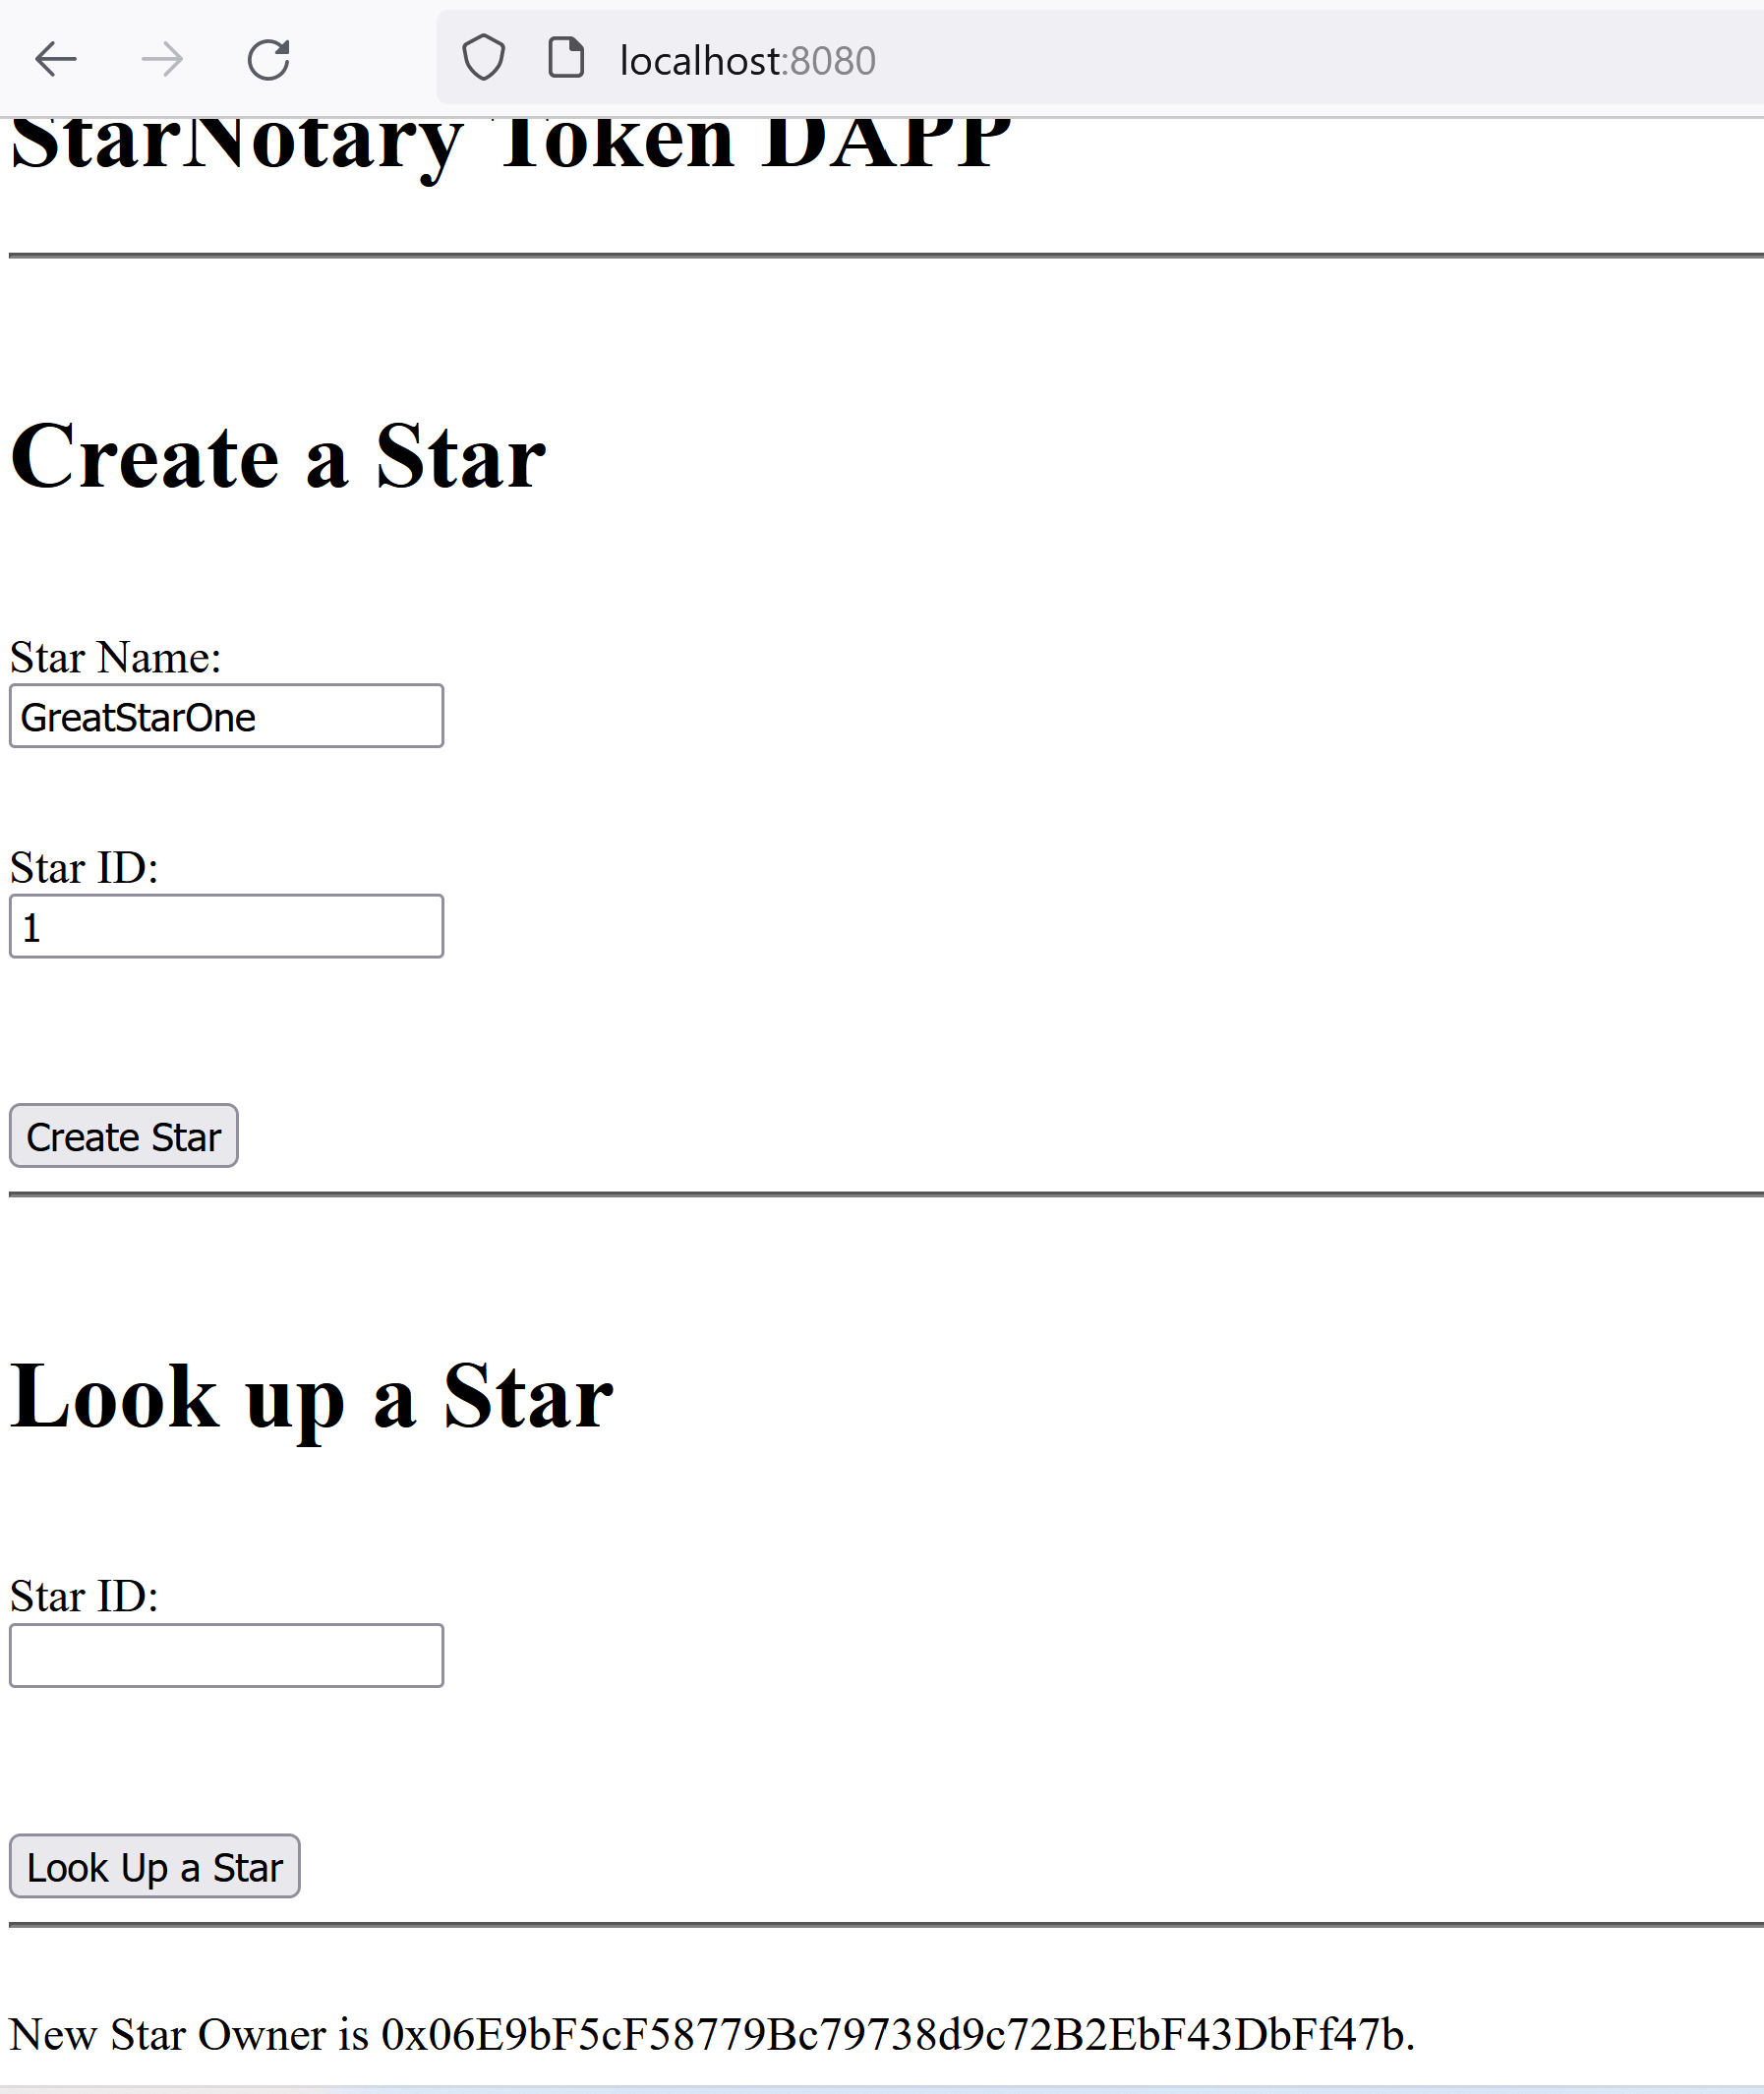 localhost:8080
StarNotary Token DAPP
Create a Star
Star Name:
GreatStarOne
Star ID:
1
Create Star
Look up a Star
Star ID:
Look Up a Star
New Star Owner is 0x06E9bF5cF58779Bc79738d9c72B2EbF43DbFf47b.